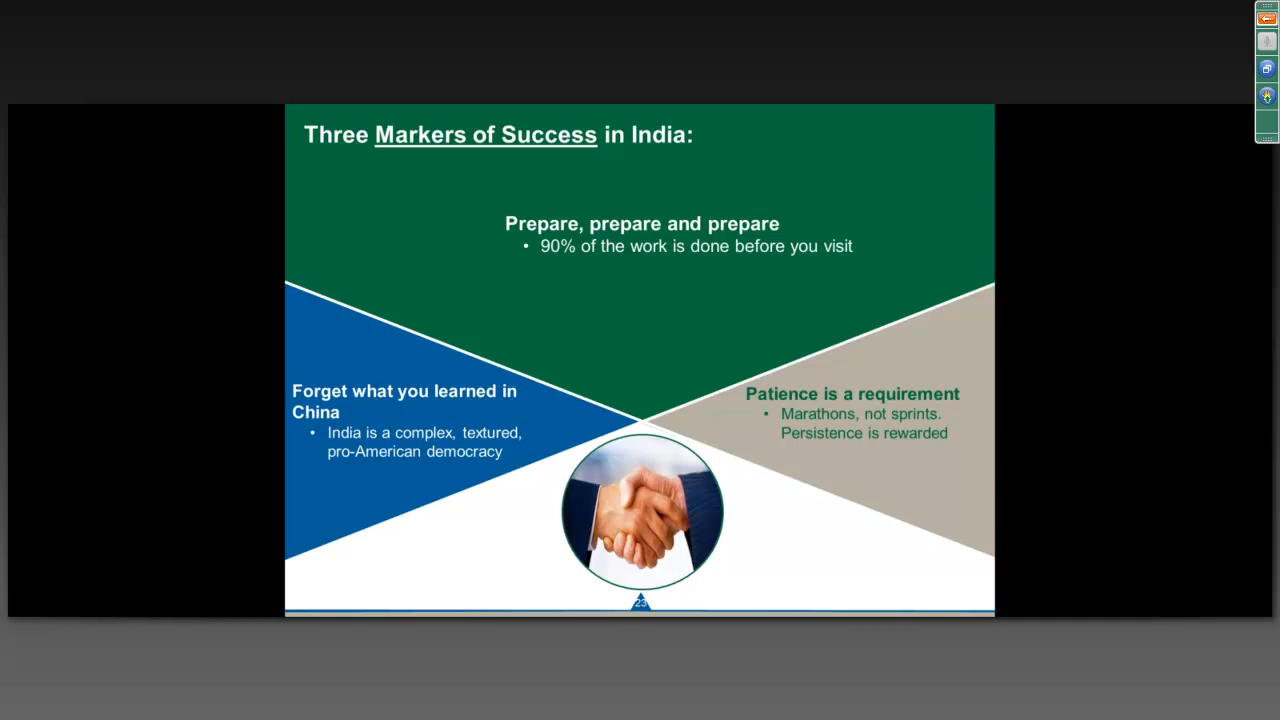 Three Markers of Success in India:
Prepare, prepare and prepare
• 90% of the work is done before you visit
Forget what you learned in
China
• India is a complex, textured,
pro-American democracy
Patience is a requirement
• Marathons, not sprints.
Persistence is rewarded
23